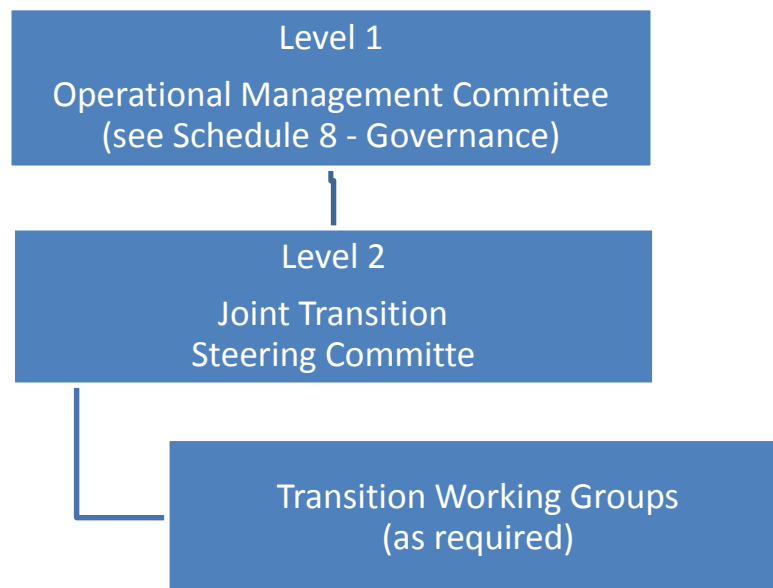 Level 1
Operational Management Commitee
(see Schedule 8 - Governance)
Level 2
Joint Transition
Steering Committe
Transition Working Groups
(as required)